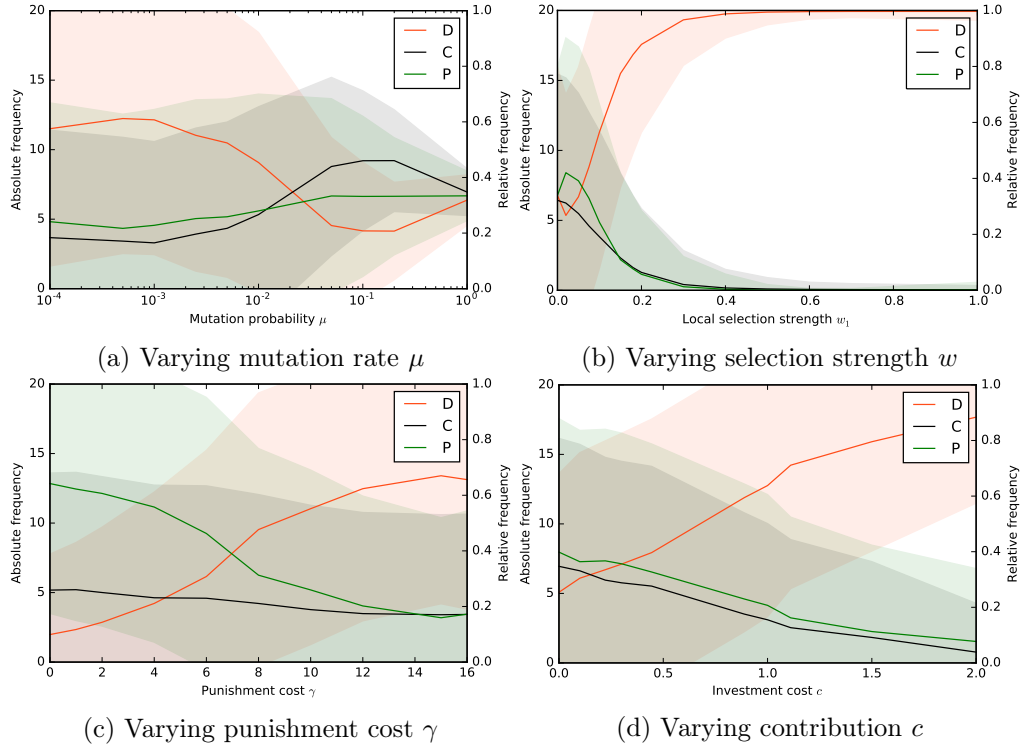 20
15
10
5
0
Absolute frequency
D
C
P
1.0
0.8
0.6
0.4
0.2
0.0
Relative frequency
10^-4
10^-3
10^-2
10^-1
10^0
Mutation probability μ
(a) Varying mutation rate μ
20
15
10
5
0
Absolute frequency
D
C
P
1.0
0.8
0.6
0.4
0.2
0.0
Relative frequency
0.0
0.2
0.4
0.6
0.8
1.0
Local selection strength w_1
(b) Varying selection strength w
20
15
10
5
0
Absolute frequency
D
C
P
1.0
0.8
0.6
0.4
0.2
0.0
Relative frequency
0
2
4
6
8
10
12
14
16
Punishment cost γ
(c) Varying punishment cost γ
20
15
10
5
0
Absolute frequency
D
C
P
1.0
0.8
0.6
0.4
0.2
0.0
Relative frequency
0.0
0.5
1.0
1.5
2.0
Investment cost c
(d) Varying contribution c